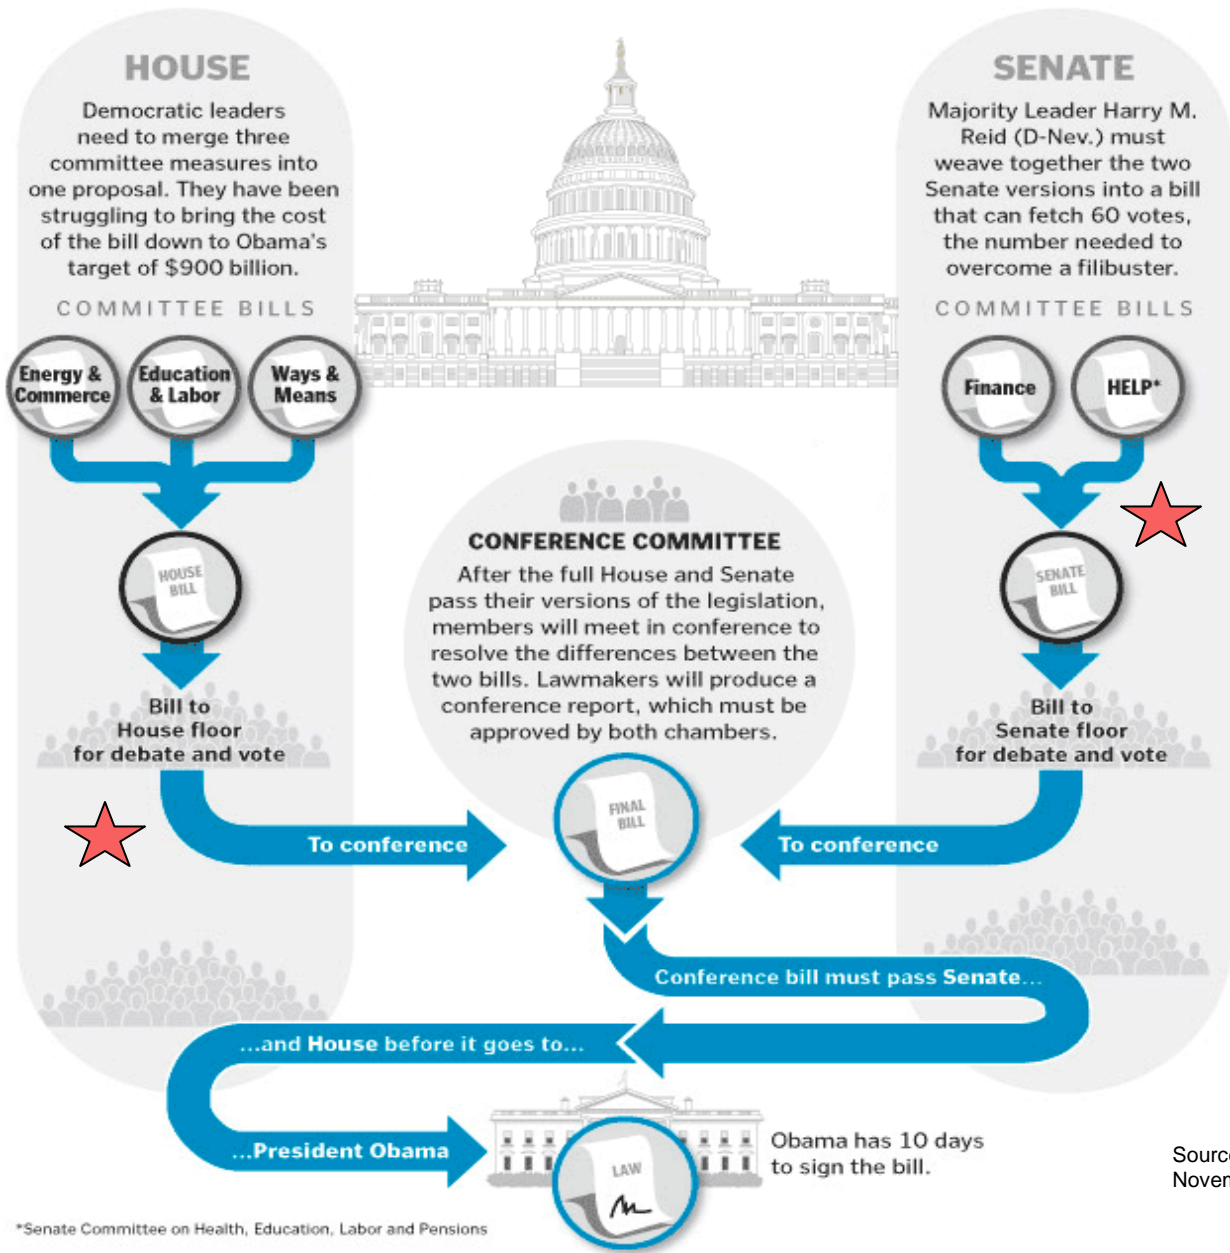 HOUSE
Democratic leaders
need to merge three
committee measures into
one proposal. They have been
struggling to bring the cost
of the bill down to Obama's
target of $900 billion.
COMMITTEE BILLS
Energy &
Commerce
Education
& Labor
Ways &
Means
HOUSE
BILL
Bill to
House floor
for debate and vote
To conference
SENATE
Majority Leader Harry M.
Reid (D-Nev.) must
weave together the two
Senate versions into a bill
that can fetch 60 votes,
the number needed to
overcome a filibuster.
COMMITTEE BILLS
Finance
HELP*
SENATE
BILL
Bill to
Senate floor
for debate and vote
To conference
CONFERENCE COMMITTEE
After the full House and Senate
pass their versions of the legislation,
members will meet in conference to
resolve the differences between the
two bills. Lawmakers will produce a
conference report, which must be
approved by both chambers.
FINAL
BILL
Conference bill must pass Senate...
...and House before it goes to...
...President Obama
LAW
Obama has 10 days
to sign the bill.
Source
Novem
*Senate Committee on Health, Education, Labor and Pensions